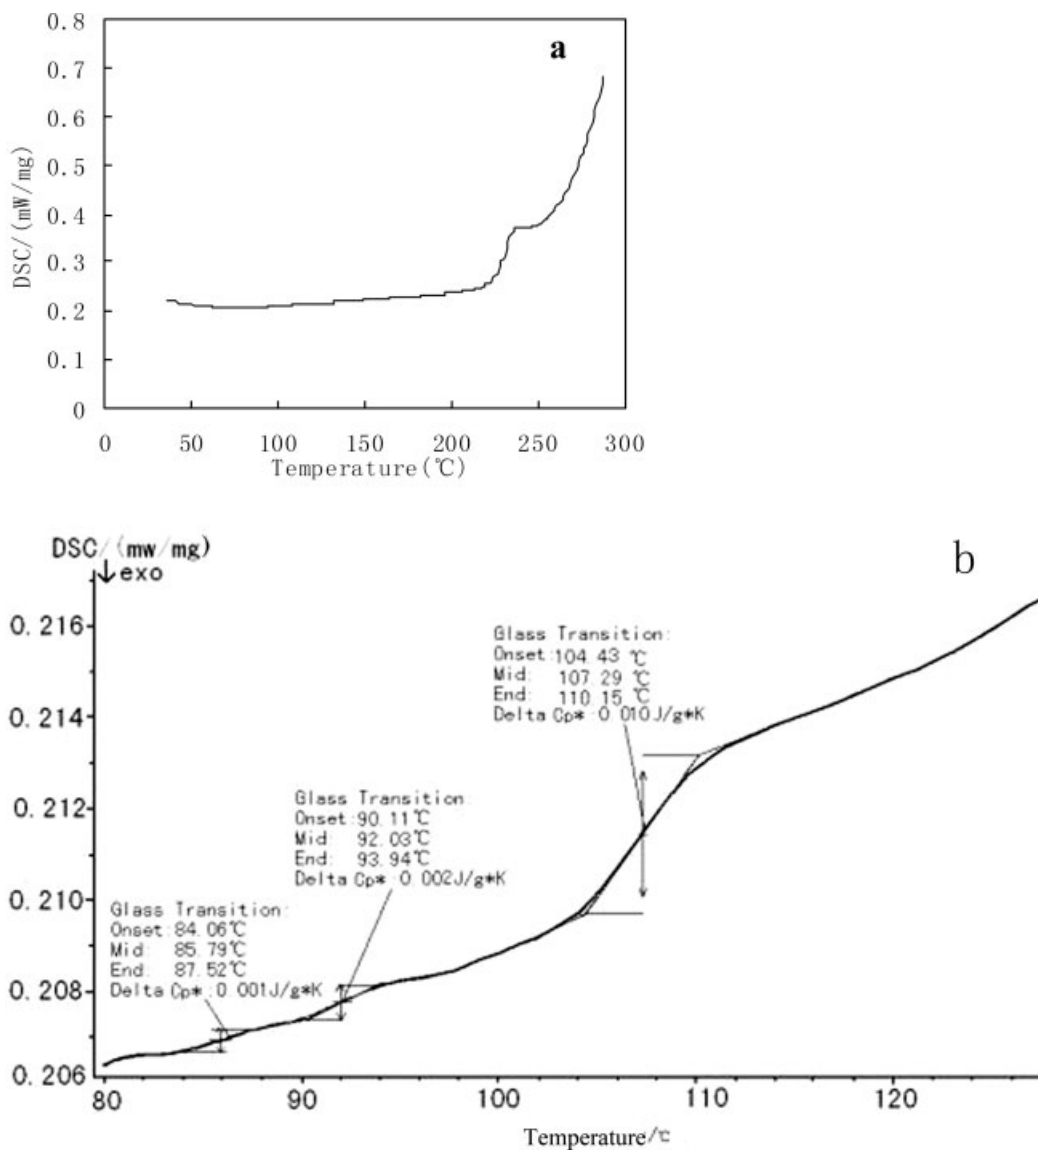 0.8
a
0.7
0.6
0.5
0.4
0.3
0.2
0.1
0
DSC/(mW/mg)
0 50 100 150 200 250 300
Temperature(℃)
DSC/(mw/mg)
b
↓exo
0.216
Glass Transition:
Onset:104.43 ℃
Mid: 107.29 ℃
End: 110.15 ℃
Delta Cp* :0.010J/g*K
0.214
0.212
Glass Transition:
Onset:90.11℃
Mid: 92.03℃
End: 93.94℃
Delta Cp* :0.002J/g*K
0.210
Glass Transition:
Onset:84.06℃
Mid: 85.79℃
End: 87.52℃
Delta Cp* :0.001J/g*K
0.208
0.206
80 90 100 110 120
Temperature/℃